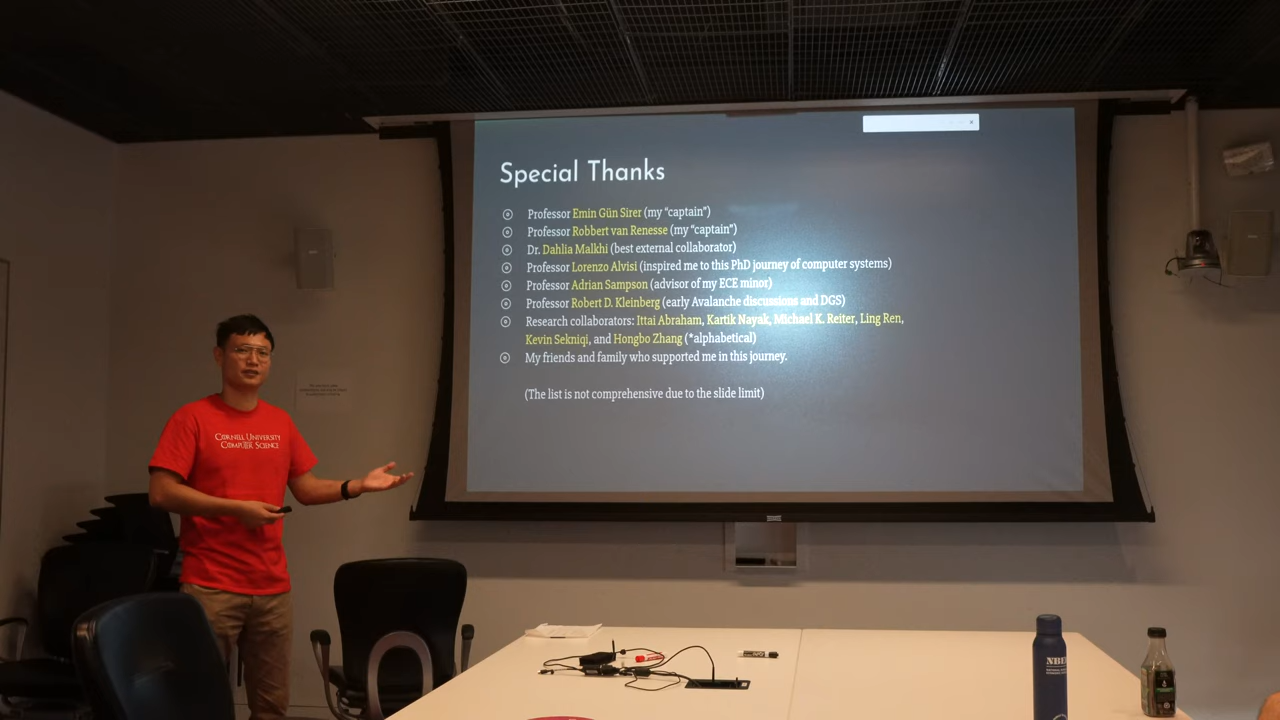 Special Thanks
Professor Emin Gün Sirer (my “captain”)
Professor Robbert van Renesse (my “captain”)
Dr. Dahlia Malkhi (best external collaborator)
Professor Lorenzo Alvisi (inspired me to this PhD journey of computer systems)
Professor Adrian Sampson (advisor of my ECE minor)
Professor Robert D. Kleinberg (early Avalanche discussions and DGS)
Research collaborators: Ittai Abraham, Kartik Nayak, Michael K. Reiter, Ling Ren,
Kevin Sekniqi, and Hongbo Zhang (*alphabetical)
My friends and family who supported me in this journey.
(The list is not comprehensive due to the slide limit)
CORNELL UNIVERSITY
COMPUTER SCIENCE